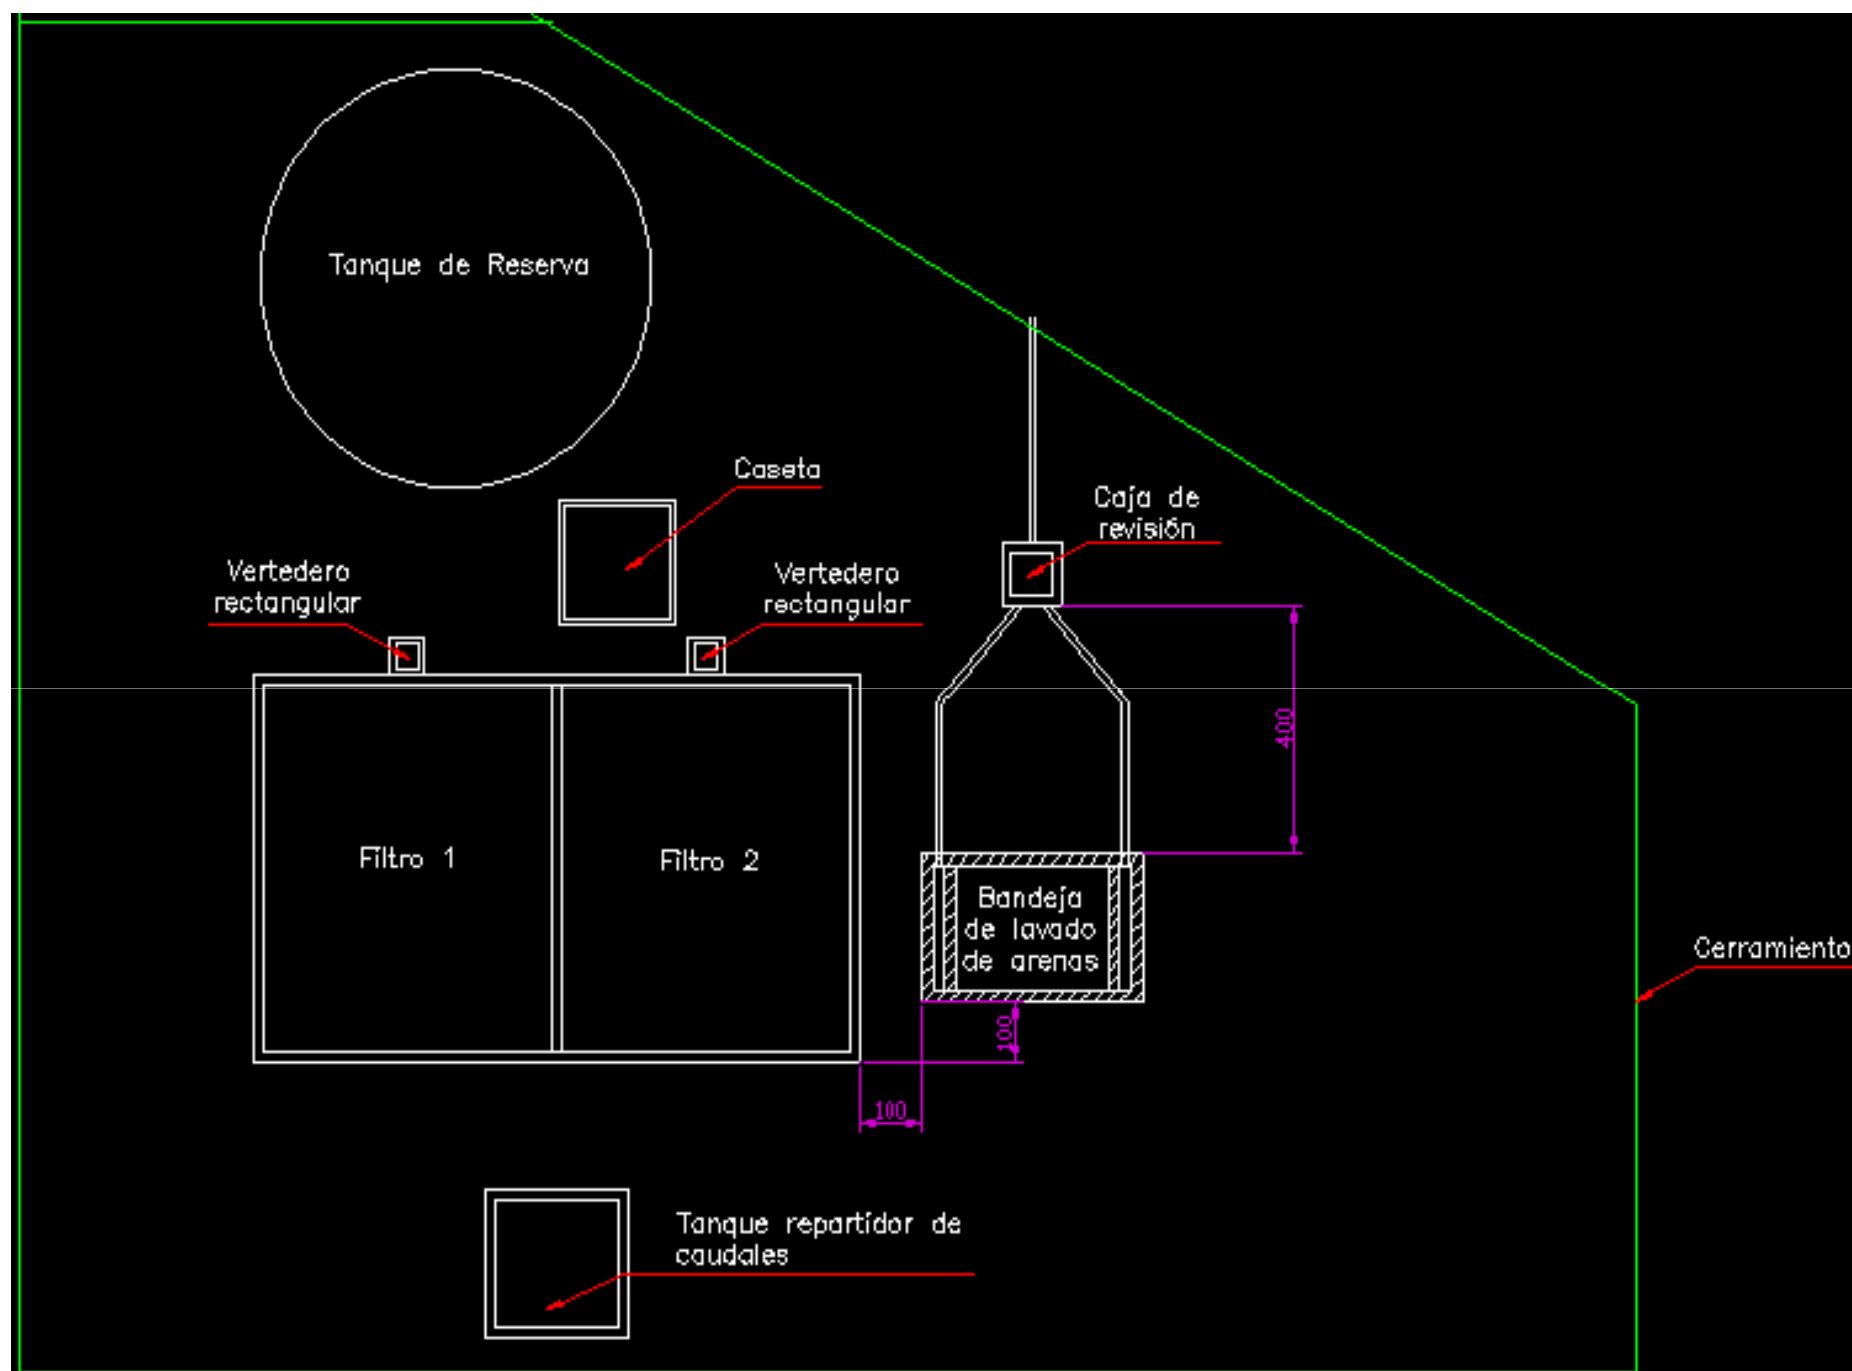 Tanque de Reserva
Caseta
Caja de
revisión
Vertedero
rectangular
Vertedero
rectangular
400
Filtro 1
Filtro 2
Bandeja
de lavado
de arenas
Cerramiento
100
100
Tanque repartidor de
caudales